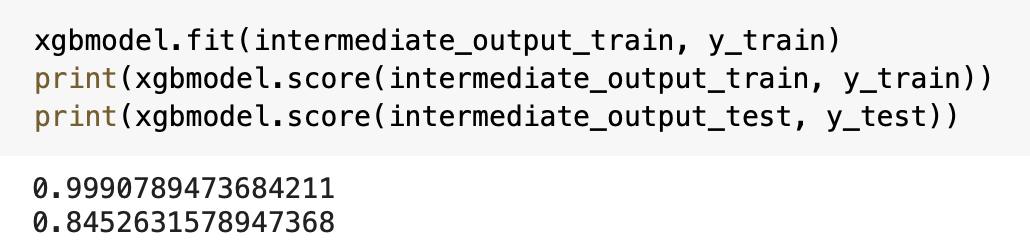 xgbmodel.fit(intermediate_output_train, y_train)
print(xgbmodel.score(intermediate_output_train, y_train))
print(xgbmodel.score(intermediate_output_test, y_test))
0.9990789473684211
0.8452631578947368